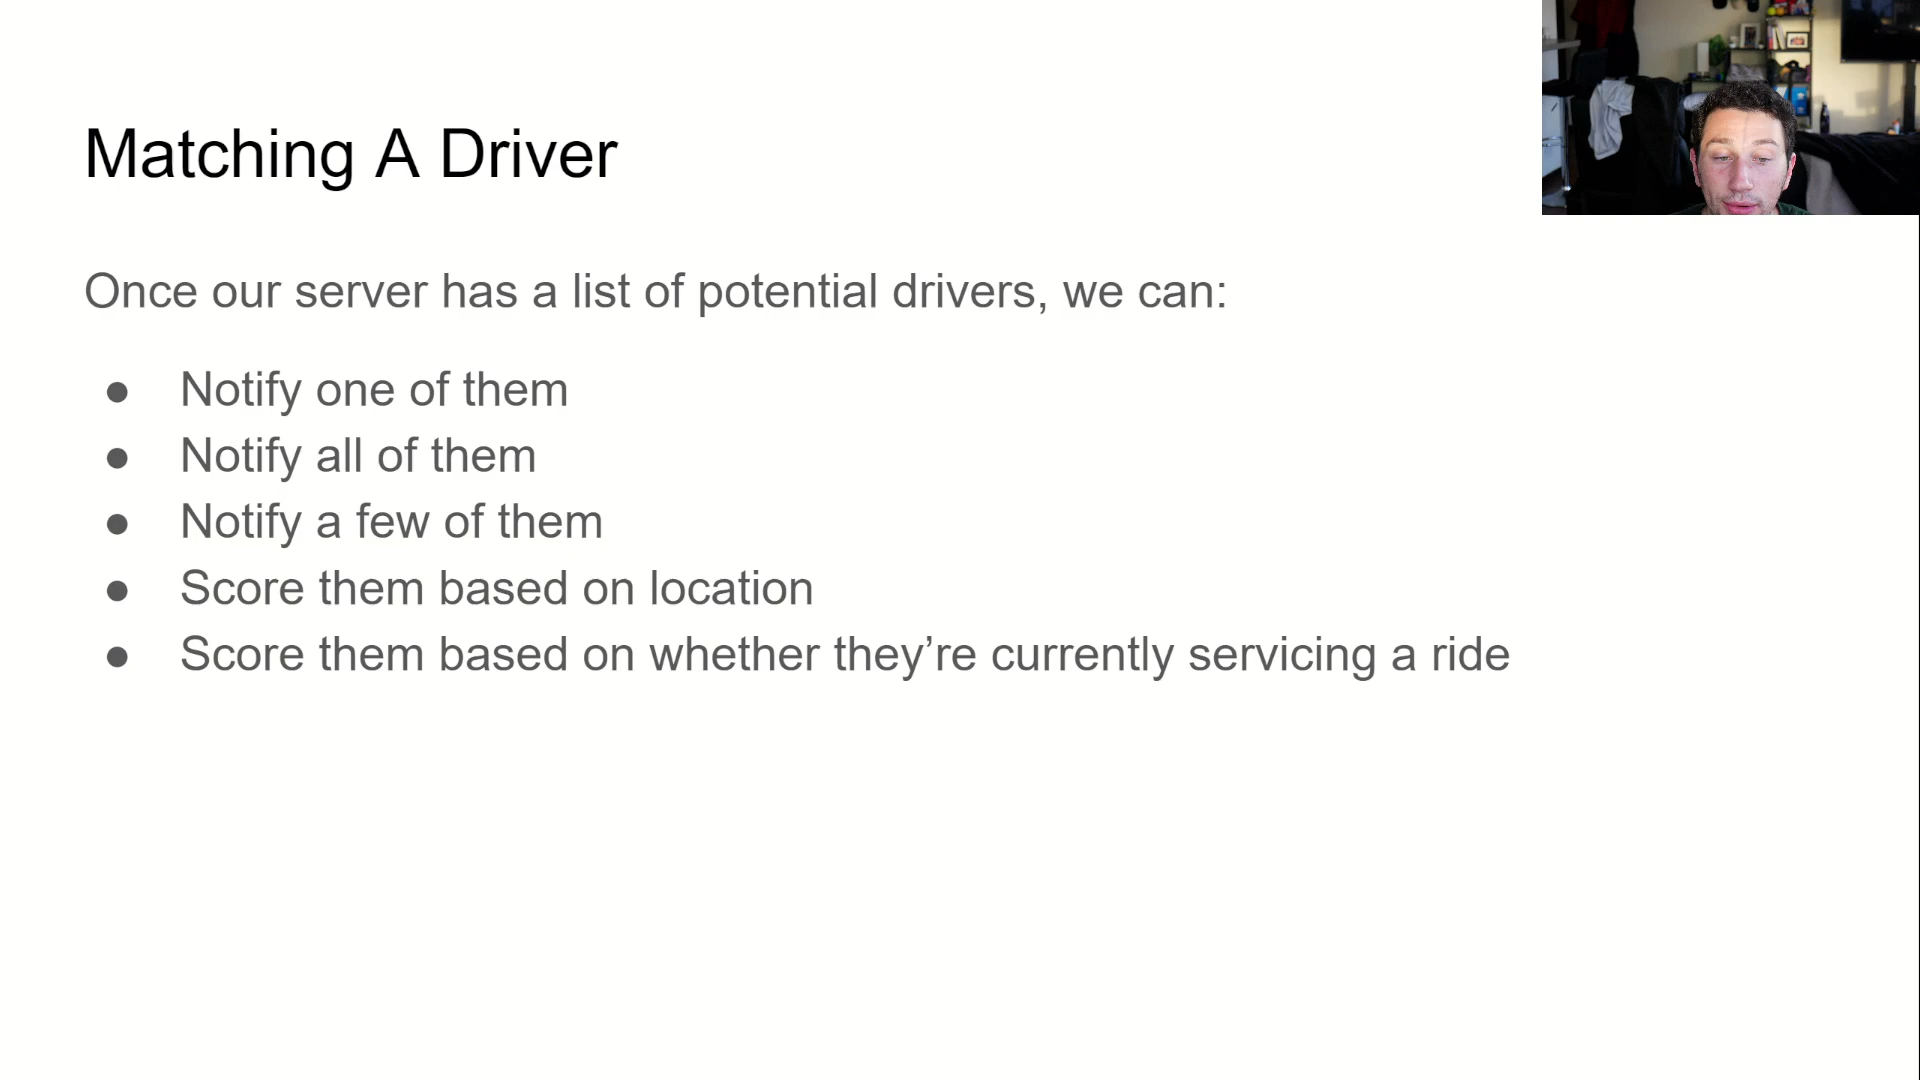 Matching A Driver
Once our server has a list of potential drivers, we can:
● Notify one of them
● Notify all of them
● Notify a few of them
● Score them based on location
● Score them based on whether they’re currently servicing a ride